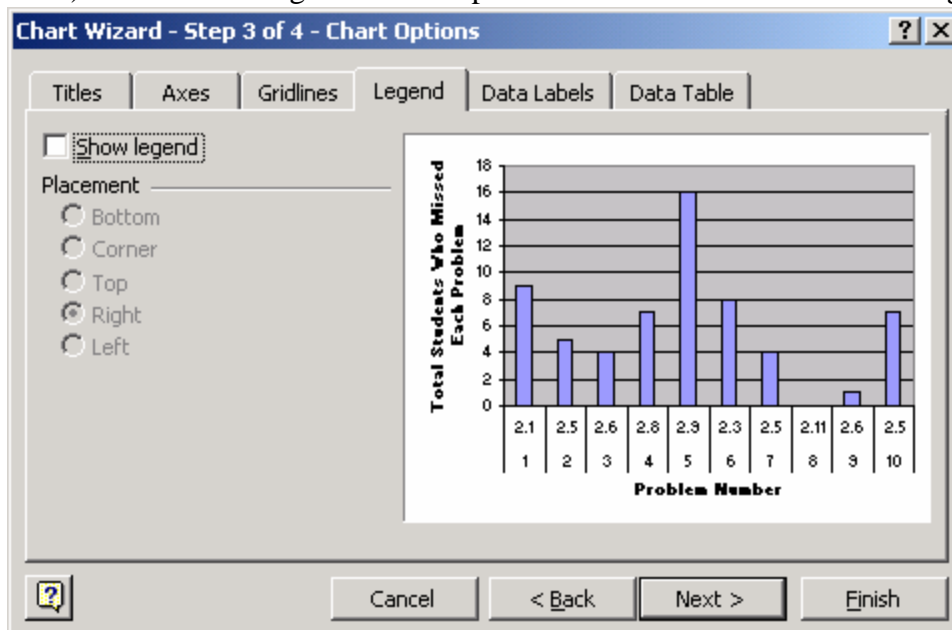 Chart Wizard - Step 3 of 4 - Chart Options
? X
Titles Axes Gridlines Legend Data Labels Data Table
Show legend
Placement
Bottom
Corner
Top
Right
Left
Total Students Who Missed
Each Problem
18
16
14
12
10
8
6
4
2
0
2.1 2.5 2.6 2.8 2.9 2.3 2.5 2.11 2.6 2.5
1 2 3 4 5 6 7 8 9 10
Problem Number
? Cancel < Back Next > Finish